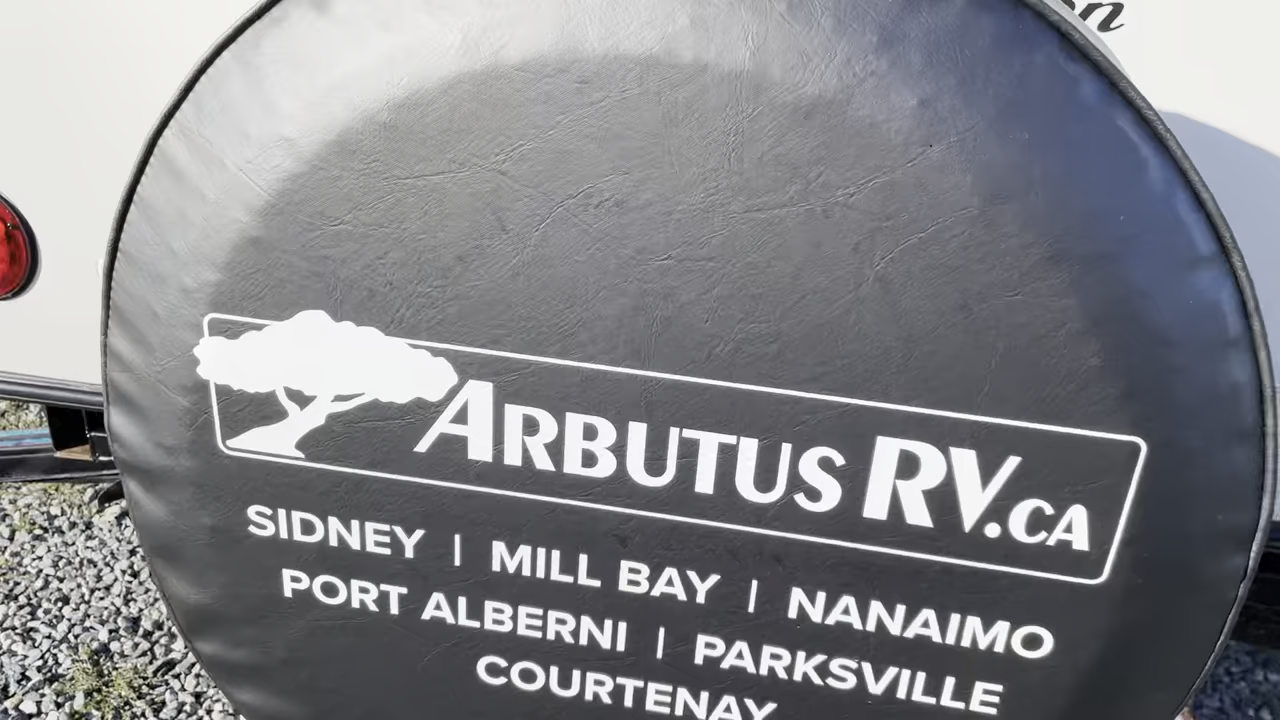 ARBUTUS RV.CA
SIDNEY | MILL BAY | NANAIMO
PORT ALBERNI | PARKSVILLE
COURTENAY